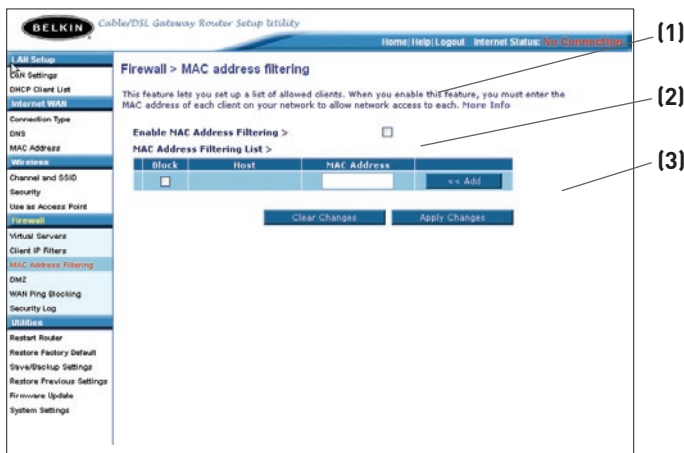 BELKIN Cable/DSL Gateway Router Setup Utility
Home|Help|Logout Internet Status: No Connection
LAN Setup
LAN Settings
DHCP Client List
Internet WAN
Connection Type
DNS
MAC Address
Wireless
Channel and SSID
Security
Use as Access Point
Firewall
Virtual Servers
Client IP Filters
MAC Address Filtering
DMZ
WAN Ping Blocking
Security Log
Utilities
Restart Router
Restore Factory Default
Save/Backup Settings
Restore Previous Settings
Firmware Update
System Settings
Firewall > MAC address filtering
This feature lets you set up a list of allowed clients. When you enable this feature, you must enter the
MAC address of each client on your network to allow network access to each. More Info
Enable MAC Address Filtering >
MAC Address Filtering List >
Block Host MAC Address
<< Add
Clear Changes Apply Changes
(1)
(2)
(3)